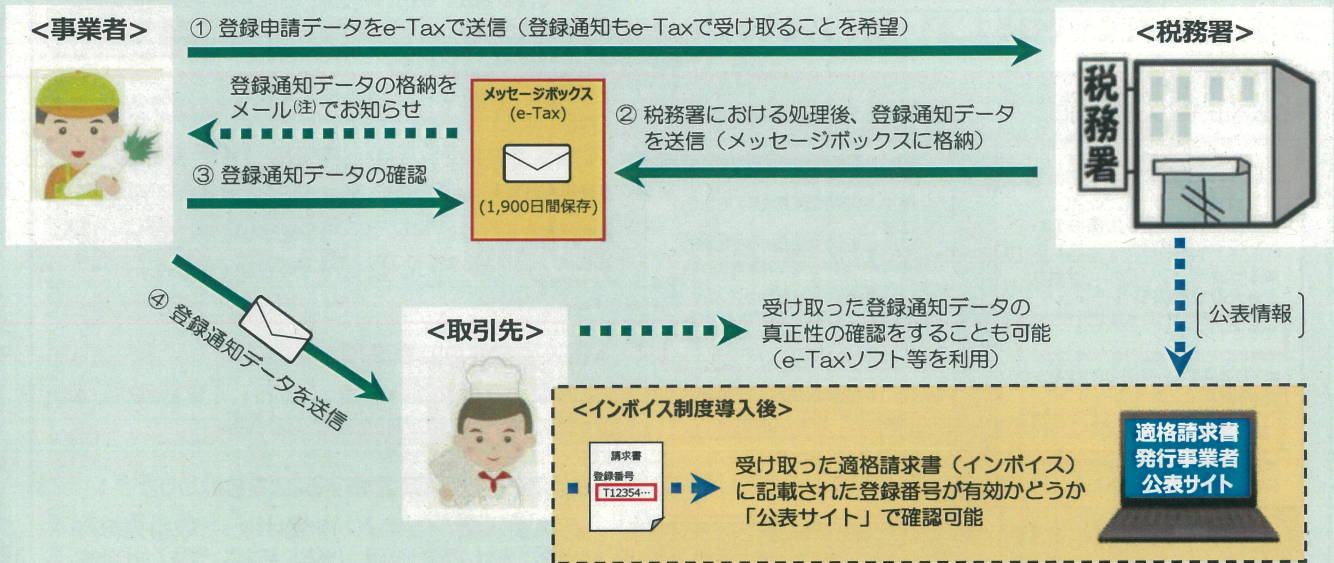 <事業者>
① 登録申請データをe-Taxで送信（登録通知もe-Taxで受け取ることを希望）
<税務署>
税務署
登録通知データの格納を
メール(注)でお知らせ
メッセージボックス
(e-Tax)
(1,900日間保存)
② 税務署における処理後、登録通知データ
を送信（メッセージボックスに格納）
③ 登録通知データの確認
④ 登録通知データを送信
<取引先>
受け取った登録通知データの
真正性の確認をすることも可能
（e-Taxソフト等を利用）
公表情報
<インボイス制度導入後>
請求書
登録番号
T12354…
受け取った適格請求書（インボイス）
に記載された登録番号が有効かどうか
「公表サイト」で確認可能
適格請求書
発行事業者
公表サイト